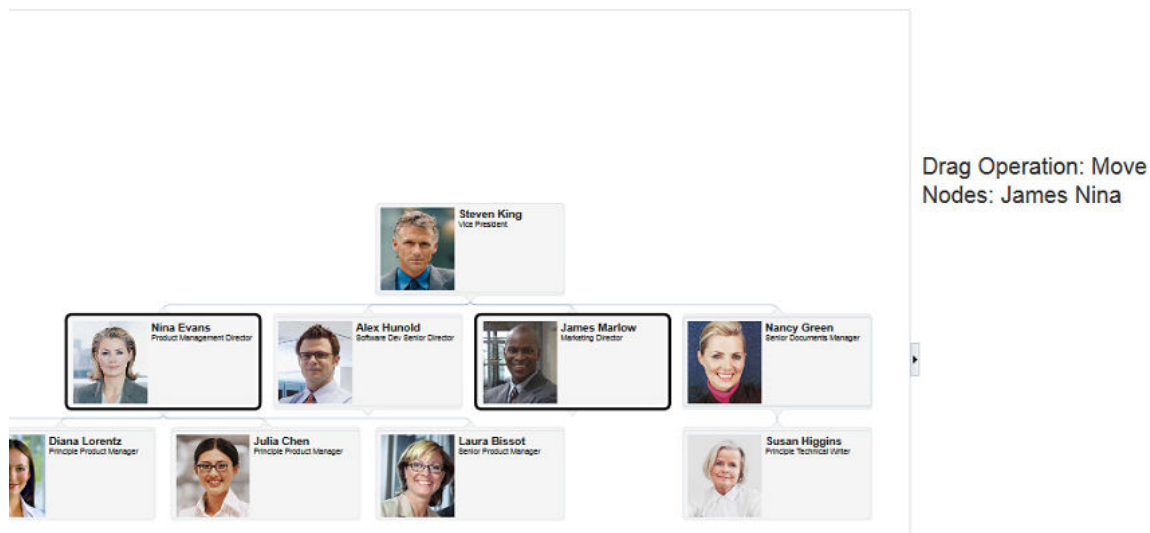 Drag Operation: Move
Nodes: James Nina
Steven King
Vice President
Nina Evans
Product Management Director
Alex Hunold
Software Dev Senior Director
James Marlow
Marketing Director
Nancy Green
Senior Documents Manager
Diana Lorentz
Principle Product Manager
Julia Chen
Principle Product Manager
Laura Bissot
Senior Product Manager
Susan Higgins
Principle Technical Writer